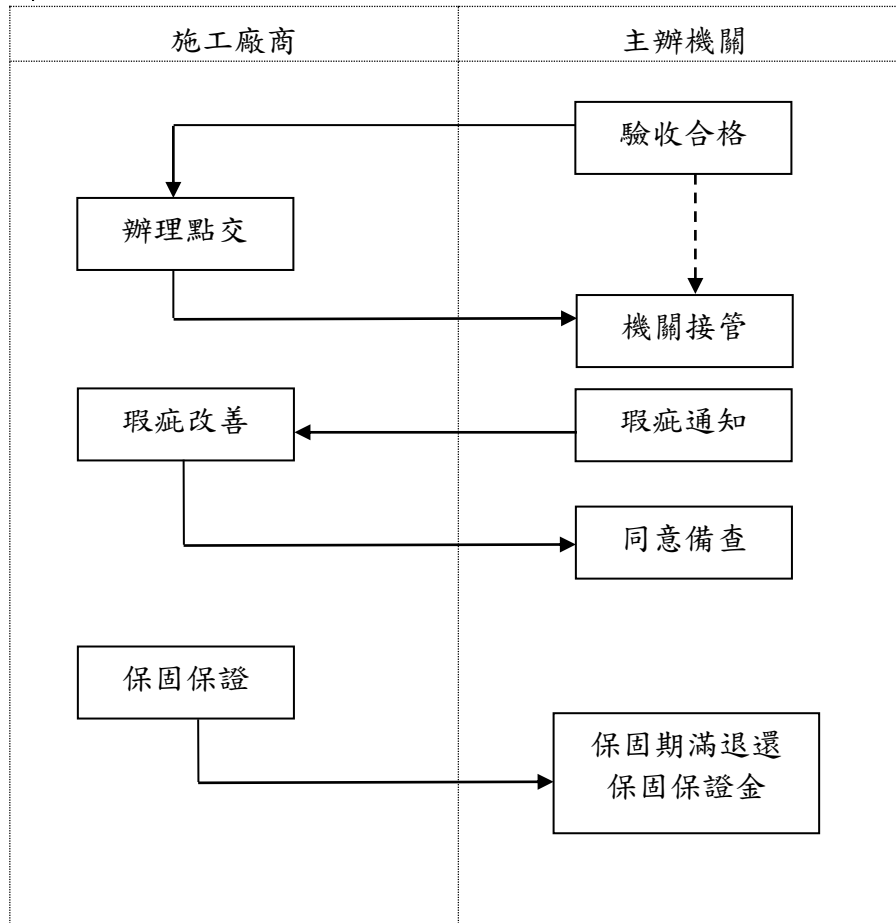 施工廠商
主辦機關
驗收合格
辦理點交
機關接管
瑕疵改善
瑕疵通知
同意備查
保固保證
保固期滿退還
保固保證金